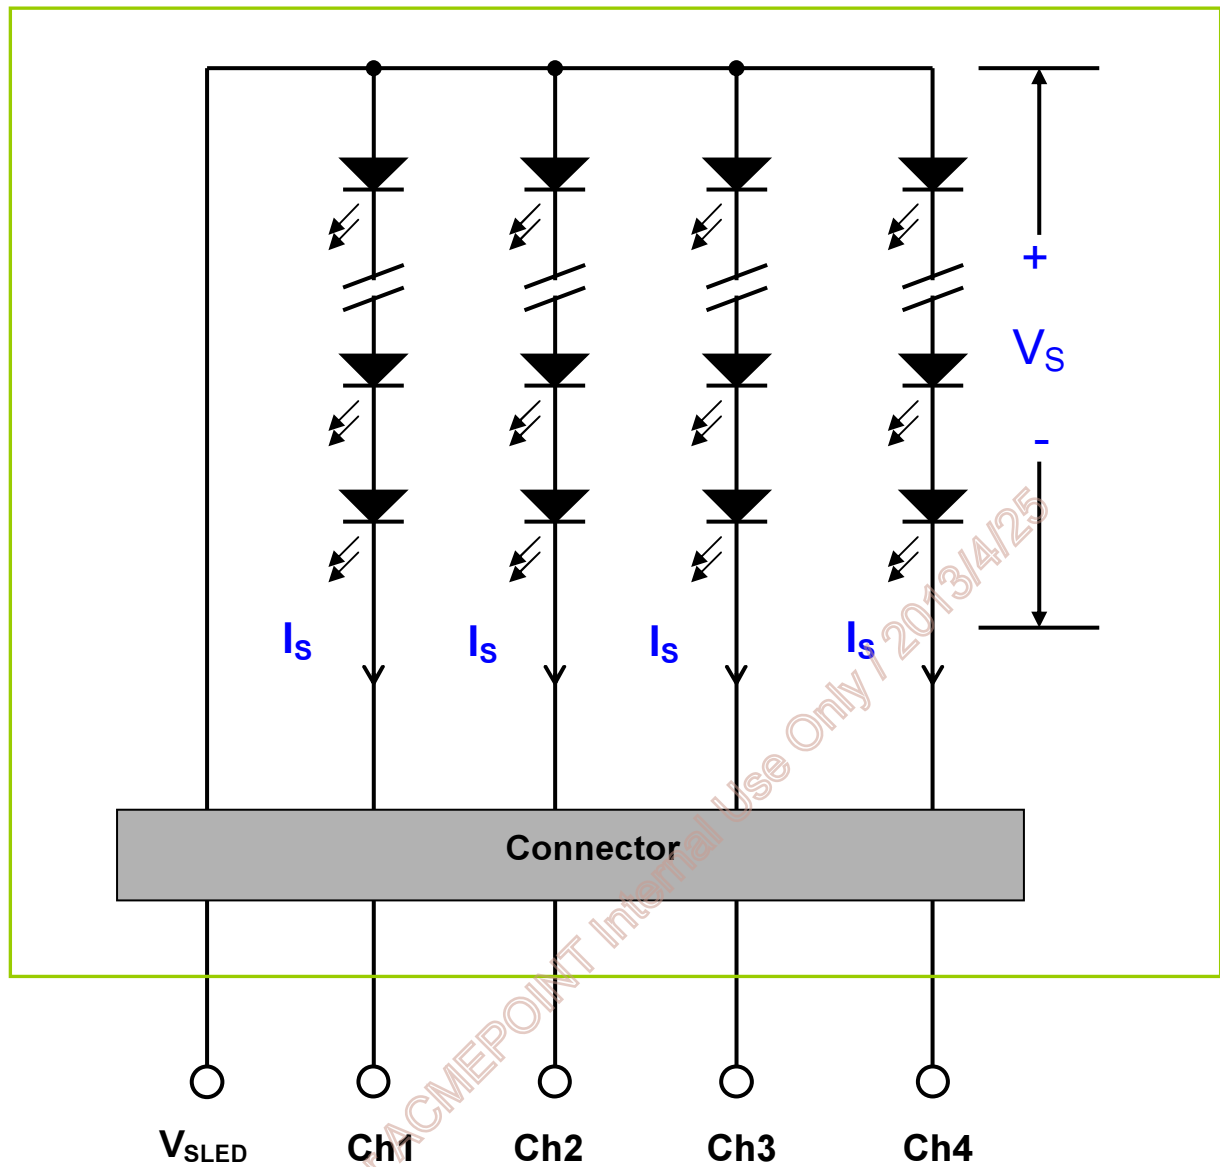 +
VS
-
IS
IS
IS
IS
Connector
VSLED
Ch1
Ch2
Ch3
Ch4
ACMEPOINT Internal Use Only / 2013/4/25